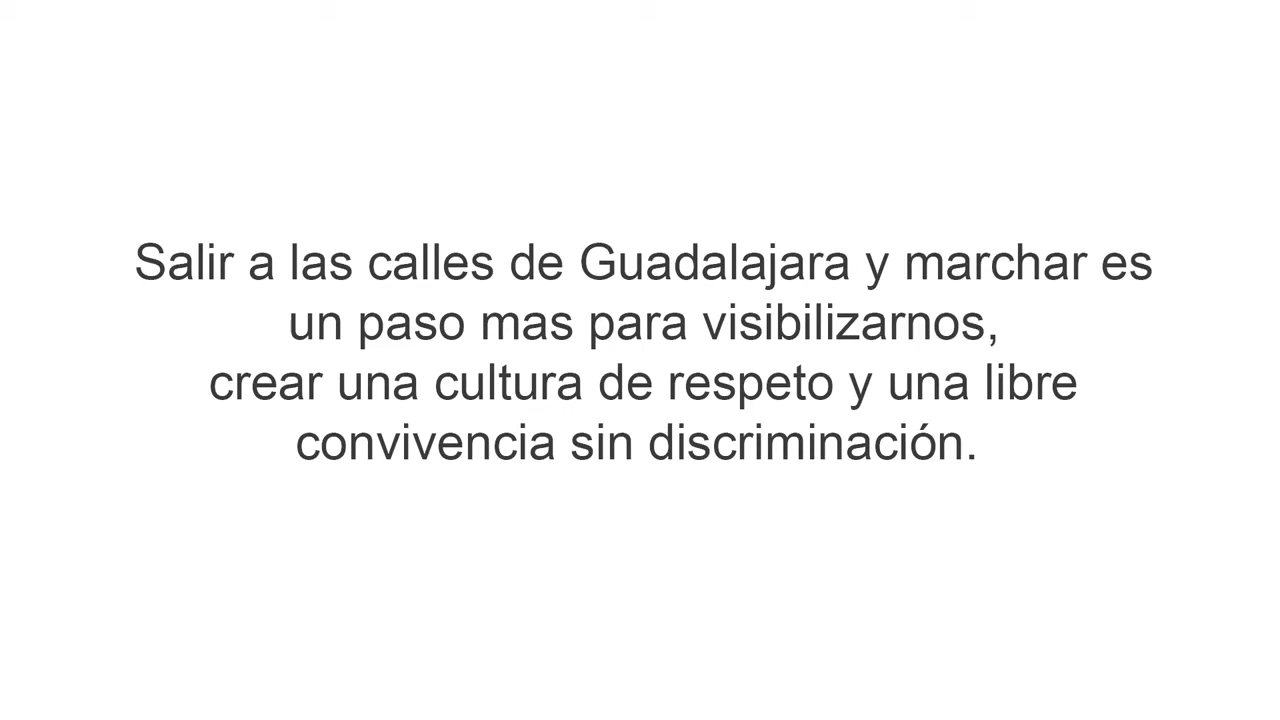 Salir a las calles de Guadalajara y marchar es
un paso mas para visibilizarnos,
crear una cultura de respeto y una libre
convivencia sin discriminación.